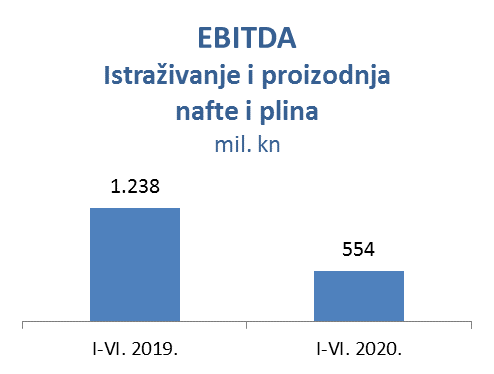 EBITDA
Istraživanje i proizodnja
nafte i plina
mil. kn
1.238
554
I-VI. 2019.
I-VI. 2020.